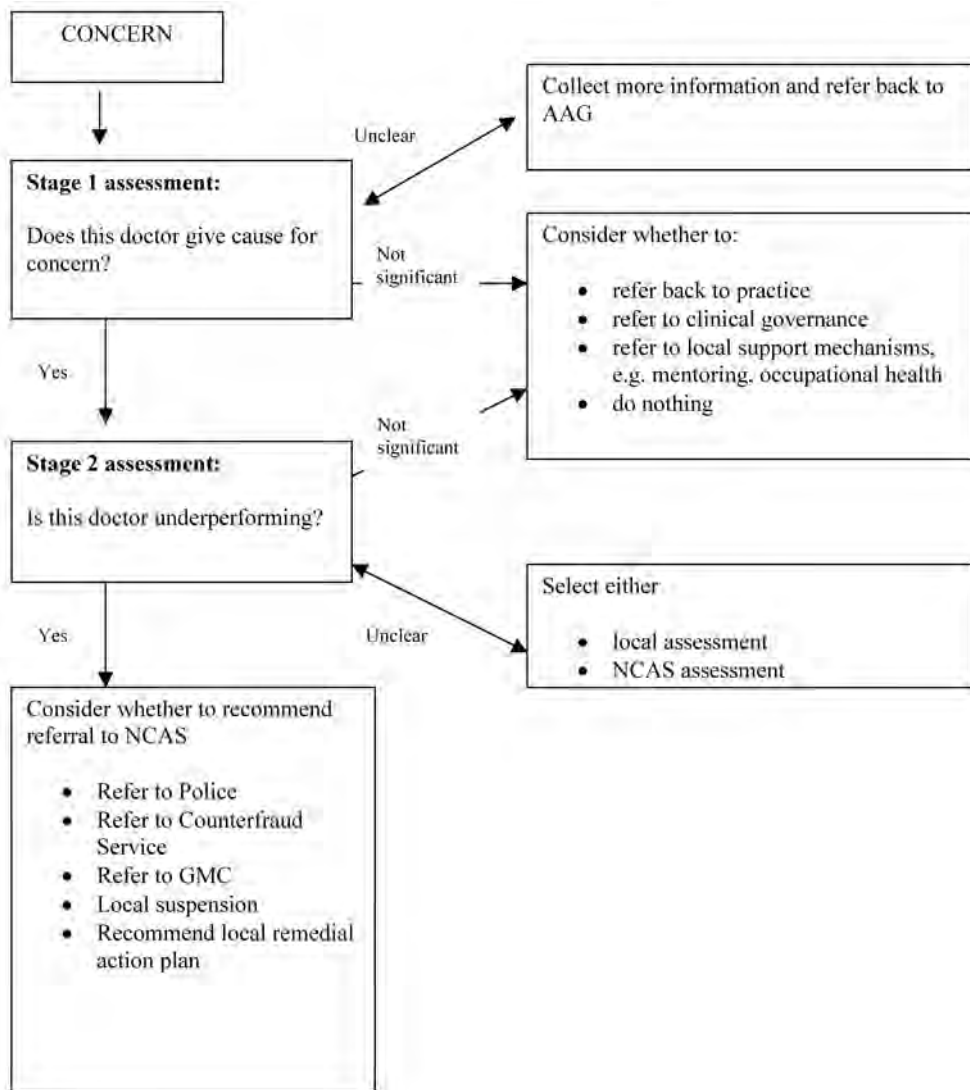 CONCERN
Collect more information and refer back to
AAG
Unclear
Stage 1 assessment:
Does this doctor give cause for
concern?
Not
significant
Consider whether to:
• refer back to practice
• refer to clinical governance
• refer to local support mechanisms,
e.g. mentoring, occupational health
• do nothing
Yes
Not
significant
Stage 2 assessment:
Is this doctor underperforming?
Select either
• local assessment
• NCAS assessment
Yes
Unclear
Consider whether to recommend
referral to NCAS
• Refer to Police
• Refer to Counterfraud
Service
• Refer to GMC
• Local suspension
• Recommend local remedial
action plan